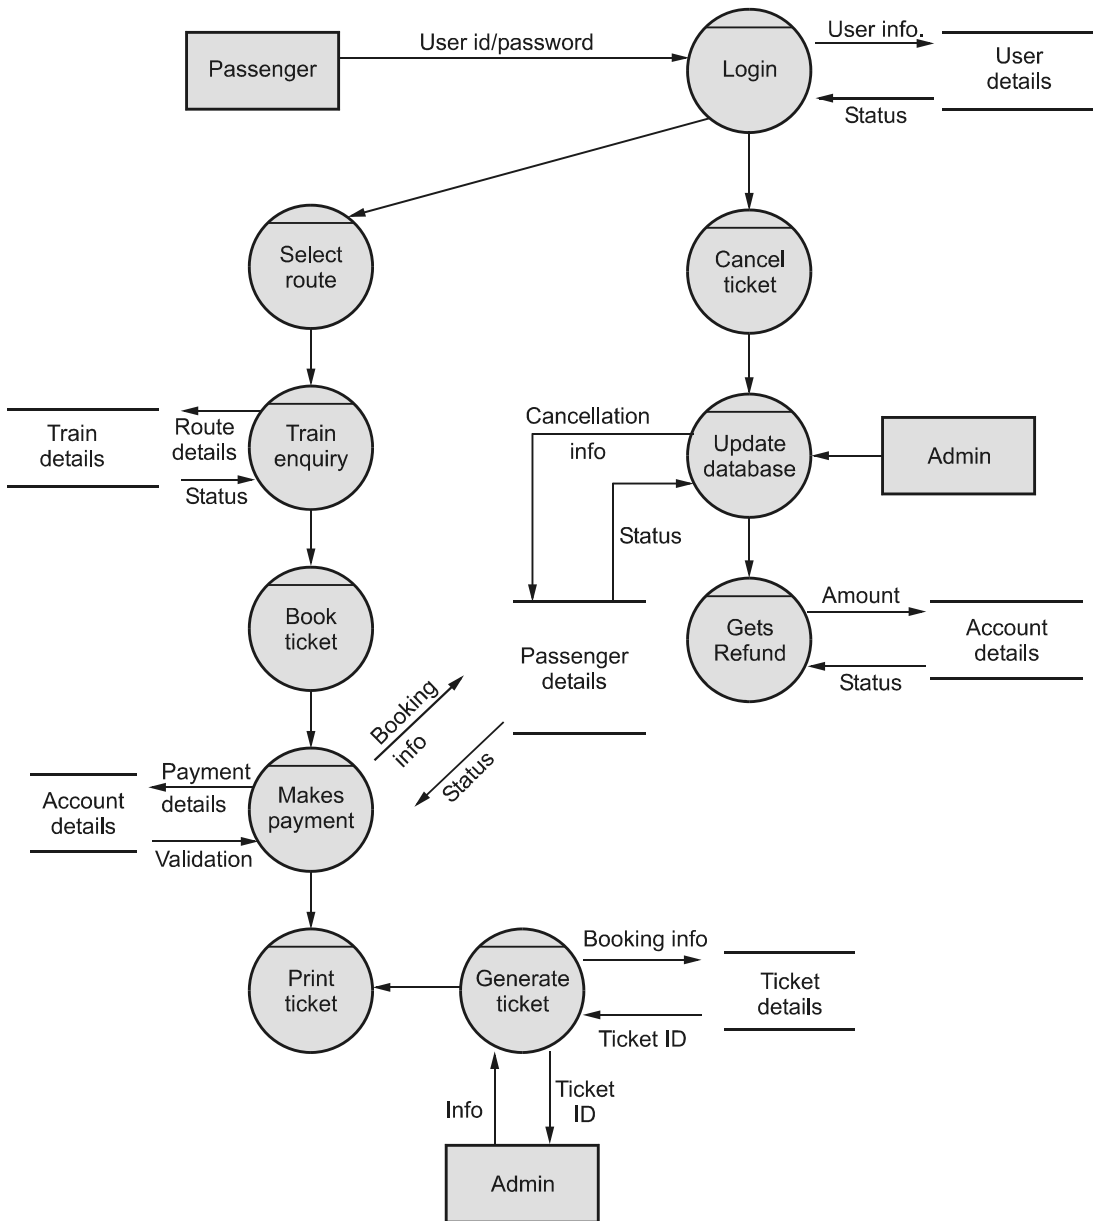 User id/password
User info.
Passenger
Login
User
details
Status
Select
route
Cancel
ticket
Cancellation
info
Train
details
Route
details
Status
Train
enquiry
Update
database
Admin
Status
Book
ticket
Amount
Gets
Refund
Account
details
Status
Passenger
details
Booking
info
Status
Payment
details
Account
details
Validation
Makes
payment
Booking info
Print
ticket
Generate
ticket
Ticket
details
Ticket ID
Info
Ticket
ID
Admin